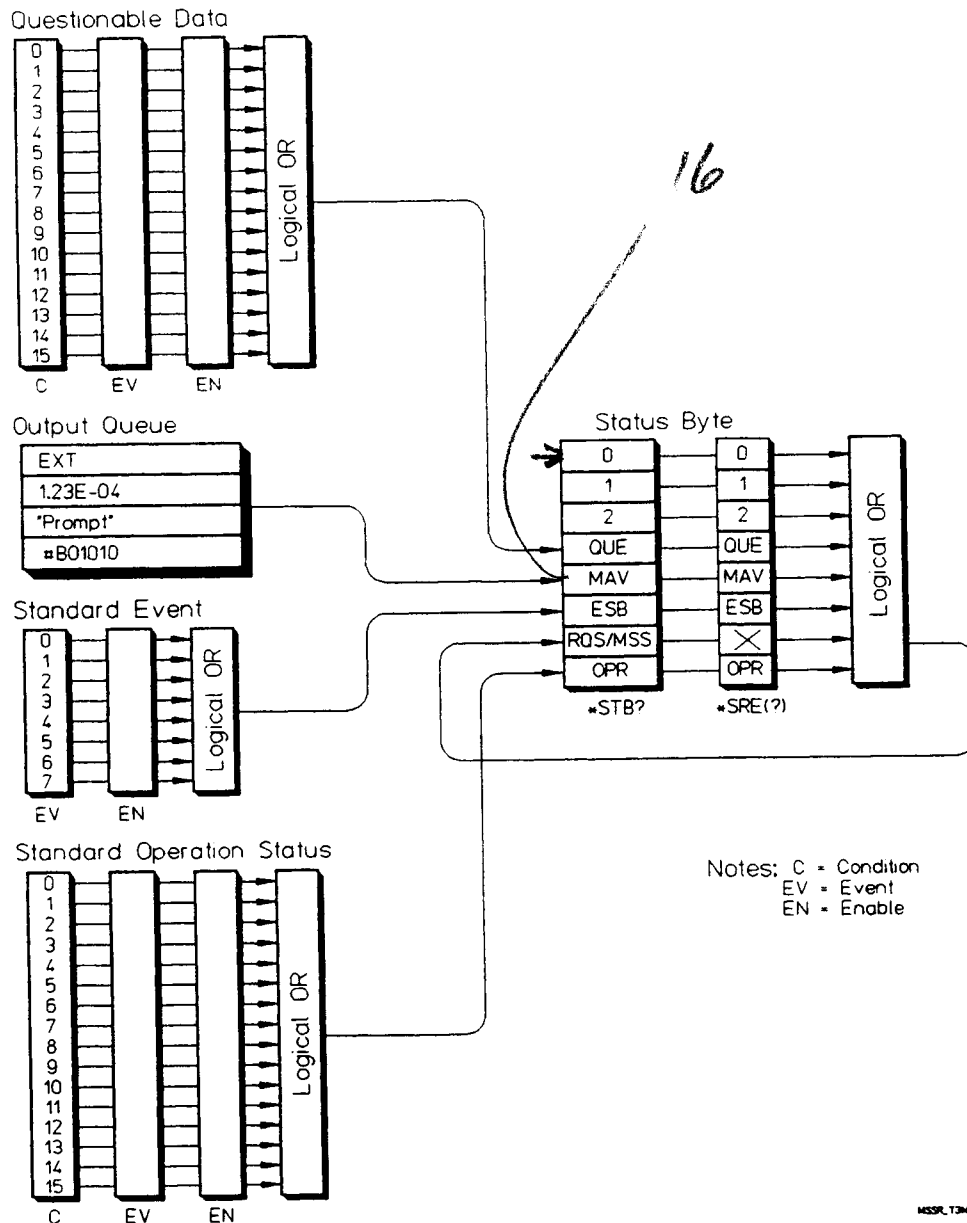 Questionable Data
0
1
2
3
4
5
6
7
8
9
10
11
12
13
14
15
Logical OR
C EV EN
16
Output Queue
EXT
1.23E-04
"Prompt"
#B01010
Status Byte
0 0
1 1
2 2
QUE QUE
MAV MAV
ESB ESB
RQS/MSS
OPR OPR
Logical OR
*STB? *SRE(?)
Standard Event
0
1
2
3
4
5
6
7
Logical OR
EV EN
Standard Operation Status
0
1
2
3
4
5
6
7
8
9
10
11
12
13
14
15
Logical OR
C EV EN
Notes: C = Condition
EV = Event
EN = Enable